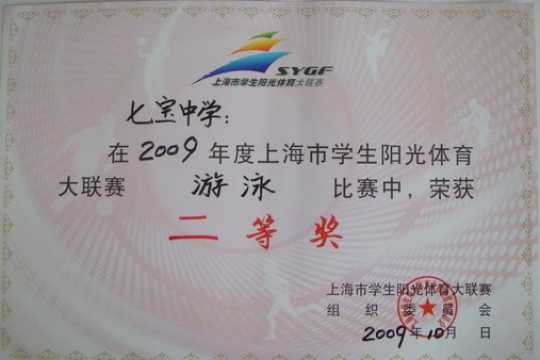 SYGF
上海市学生阳光体育大联赛
七宝中学：
在2009年度上海市学生阳光体育
大联赛 游泳 比赛中，荣获
二等奖
上海市学生阳光体育大联赛
组织委员会
2009年10月 日